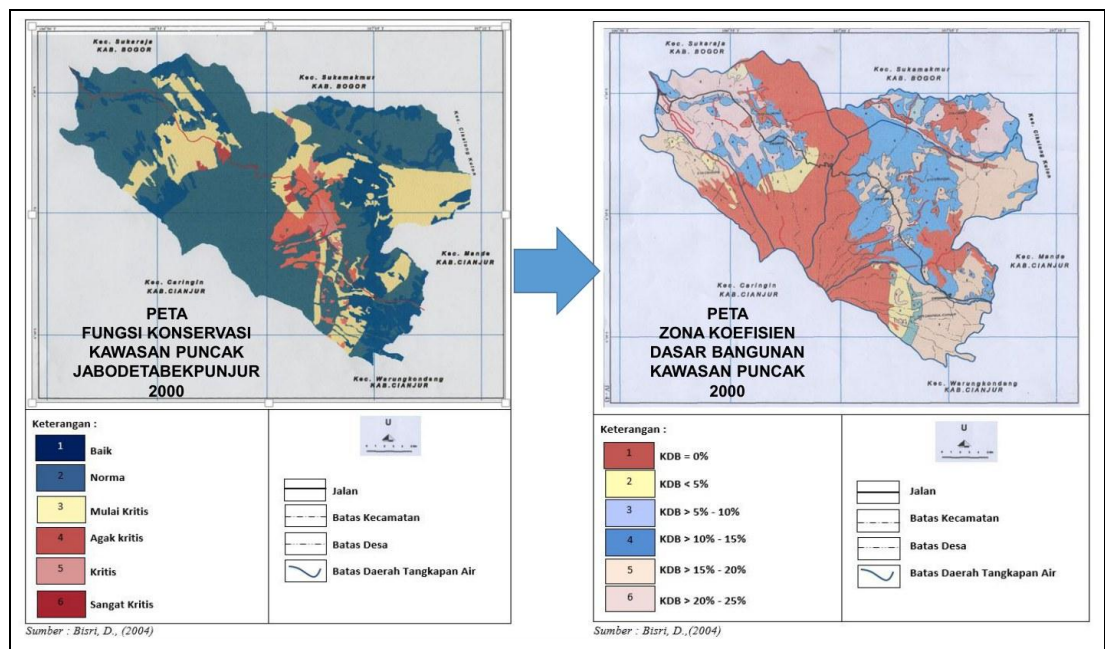 Kec. Sukaraja
KAB. BOGOR
Kec. Sukamakmur
KAB. BOGOR
Kec. Cikalong Kulon
Kec. Mande
KAB.CIANJUR
Kec. Caringin
KAB.CIANJUR
Kec. Warungkondang
KAB.CIANJUR
PETA
FUNGSI KONSERVASI
KAWASAN PUNCAK
JABODETABEKPUNJUR
2000
Keterangan :
1 Baik
2 Norma
3 Mulai Kritis
4 Agak kritis
5 Kritis
6 Sangat Kritis
U
Jalan
Batas Kecamatan
Batas Desa
Batas Daerah Tangkapan Air
Sumber : Bisri, D., (2004)
Kec. Sukaraja
KAB. BOGOR
Kec. Sukamakmur
KAB. BOGOR
Kec. Cikalong Kulon
Kec. Mande
KAB.CIANJUR
Kec. Caringin
KAB.CIANJUR
Kec. Warungkondang
KAB.CIANJUR
PETA
ZONA KOEFISIEN
DASAR BANGUNAN
KAWASAN PUNCAK
2000
Keterangan :
1 KDB = 0%
2 KDB < 5%
3 KDB > 5% - 10%
4 KDB > 10% - 15%
5 KDB > 15% - 20%
6 KDB > 20% - 25%
U
Jalan
Batas Kecamatan
Batas Desa
Batas Daerah Tangkapan Air
Sumber : Bisri, D.,(2004)